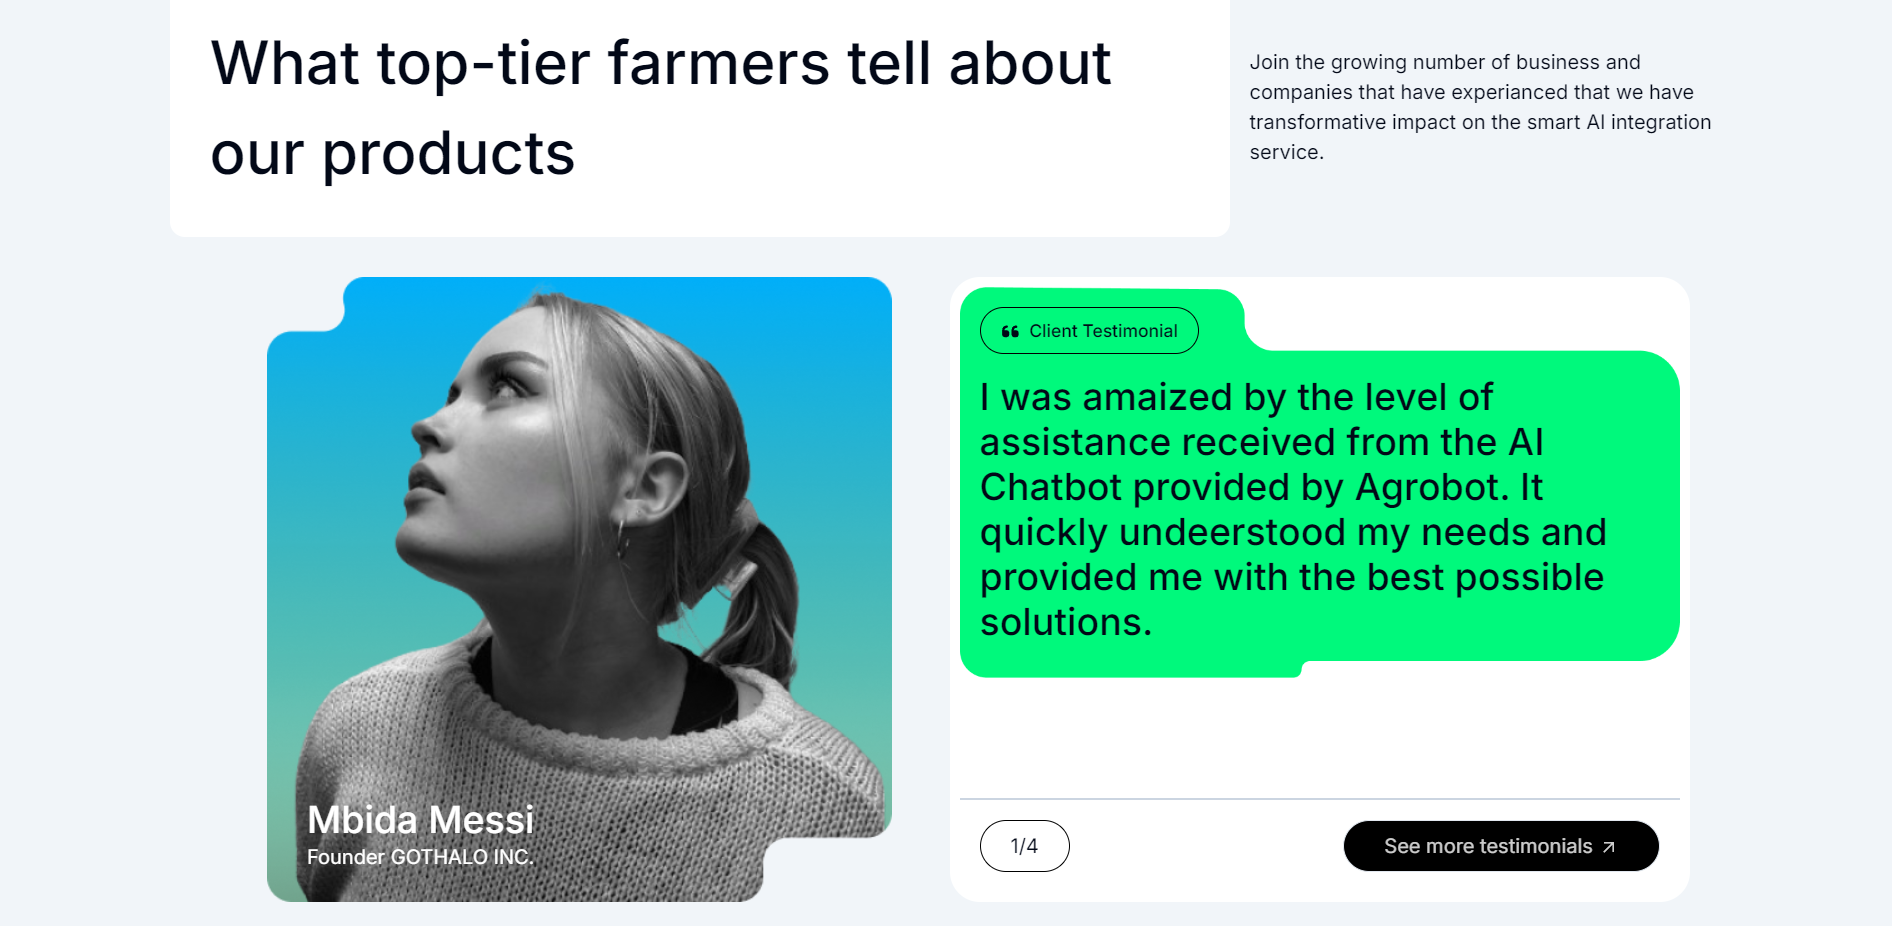 What top-tier farmers tell about
our products
Join the growing number of business and
companies that have experianced that we have
transformative impact on the smart AI integration
service.
Mbida Messi
Founder GOTHALO INC.
Client Testimonial
I was amaized by the level of
assistance received from the AI
Chatbot provided by Agrobot. It
quickly undeerstood my needs and
provided me with the best possible
solutions.
1/4
See more testimonials